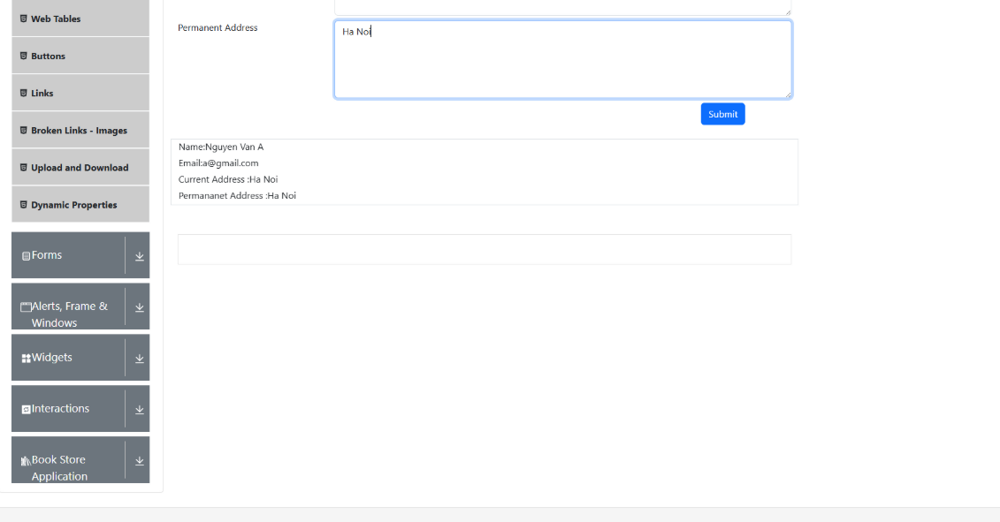 Web Tables
Buttons
Links
Broken Links - Images
Upload and Download
Dynamic Properties
Forms
Alerts, Frame &
Windows
Widgets
Interactions
Book Store
Application
Permanent Address
Ha Noi
Submit
Name:Nguyen Van A
Email:a@gmail.com
Current Address :Ha Noi
Permananet Address :Ha Noi